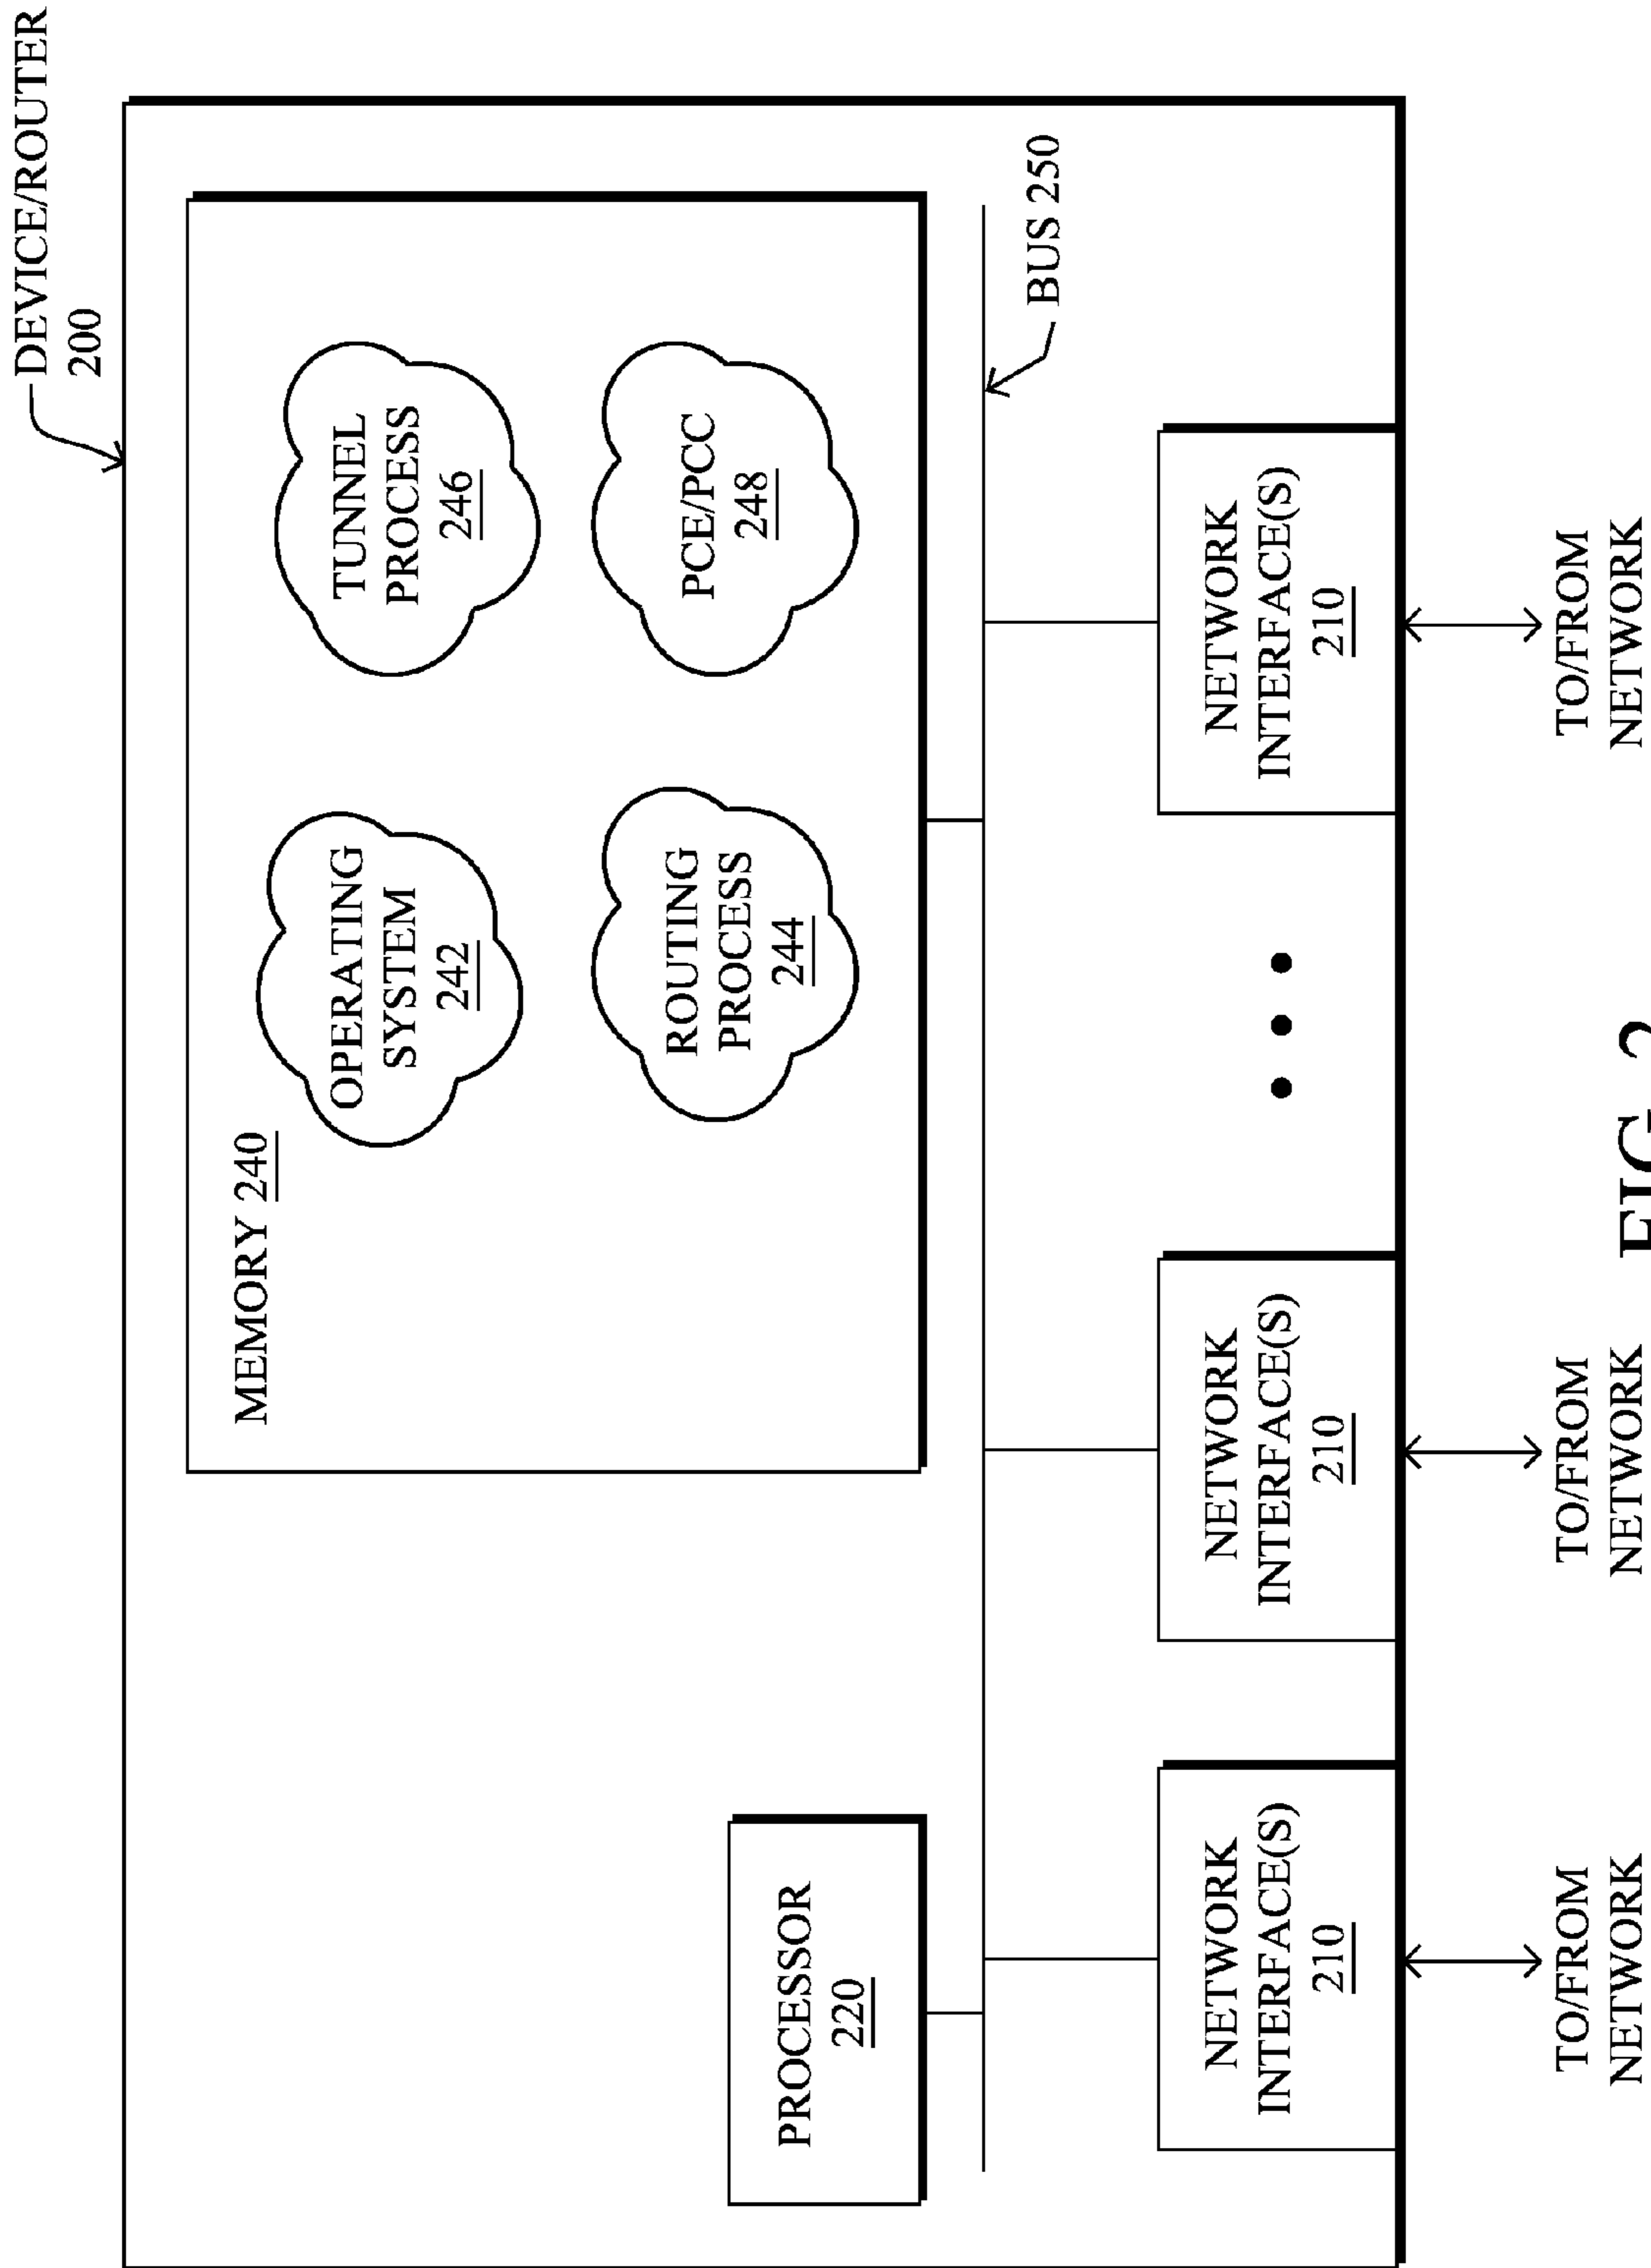 DEVICE/ROUTER
200
MEMORY 240
OPERATING
SYSTEM
242
TUNNEL
PROCESS
246
ROUTING
PROCESS
244
PCE/PCC
248
PROCESSOR
220
BUS 250
NETWORK
INTERFACE(S)
210
NETWORK
INTERFACE(S)
210
NETWORK
INTERFACE(S)
210
TO/FROM
NETWORK
TO/FROM
NETWORK
TO/FROM
NETWORK
FIG. 2